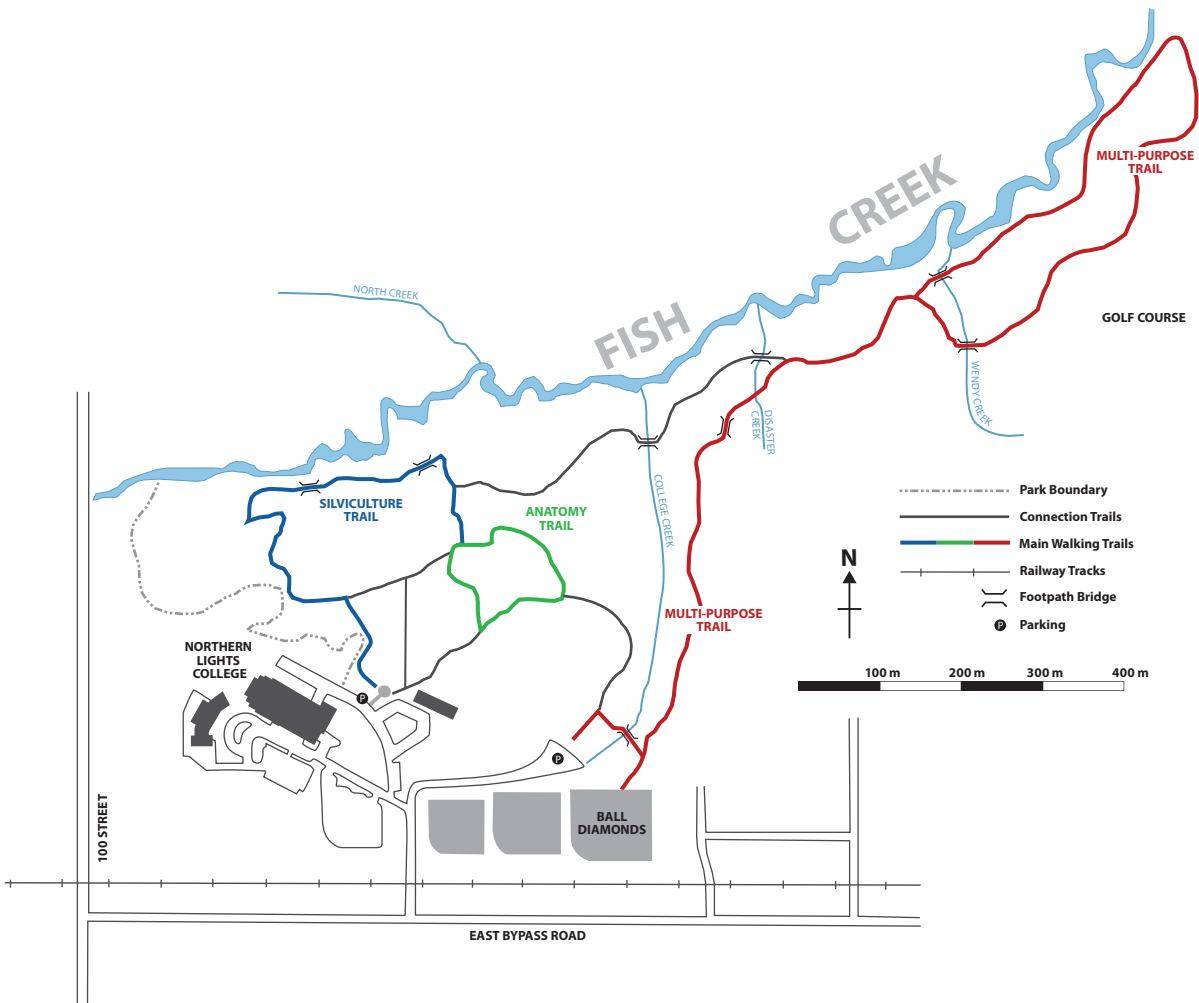 MULTI-PURPOSE
TRAIL
CREEK
NORTH CREEK
FISH
GOLF COURSE
WENDY CREEK
DISASTER
CREEK
SILVICULTURE
TRAIL
ANATOMY
TRAIL
COLLEGE CREEK
Park Boundary
Connection Trails
Main Walking Trails
Railway Tracks
Footpath Bridge
P Parking
N
MULTI-PURPOSE
TRAIL
NORTHERN
LIGHTS
COLLEGE
100 m 200 m 300 m 400 m
P
P
BALL
DIAMONDS
100 STREET
EAST BYPASS ROAD